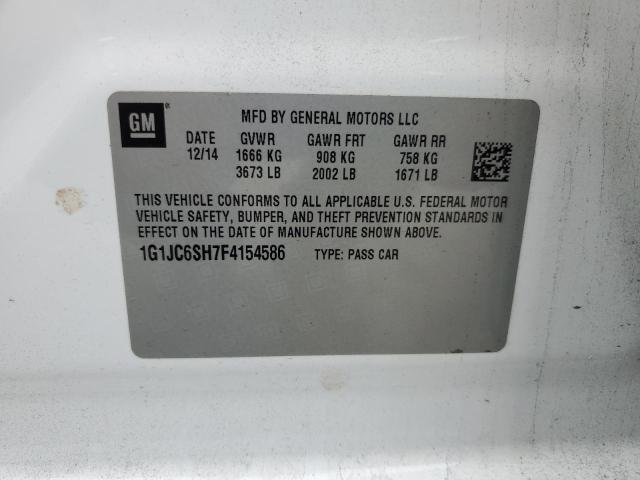 GM
MFD BY GENERAL MOTORS LLC
DATE GVWR GAWR FRT GAWR RR
12/14 1666 KG 908 KG 758 KG
3673 LB 2002 LB 1671 LB
THIS VEHICLE CONFORMS TO ALL APPLICABLE U.S. FEDERAL MOTOR
VEHICLE SAFETY, BUMPER, AND THEFT PREVENTION STANDARDS IN
EFFECT ON THE DATE OF MANUFACTURE SHOWN ABOVE.
1G1JC6SH7F4154586 TYPE: PASS CAR